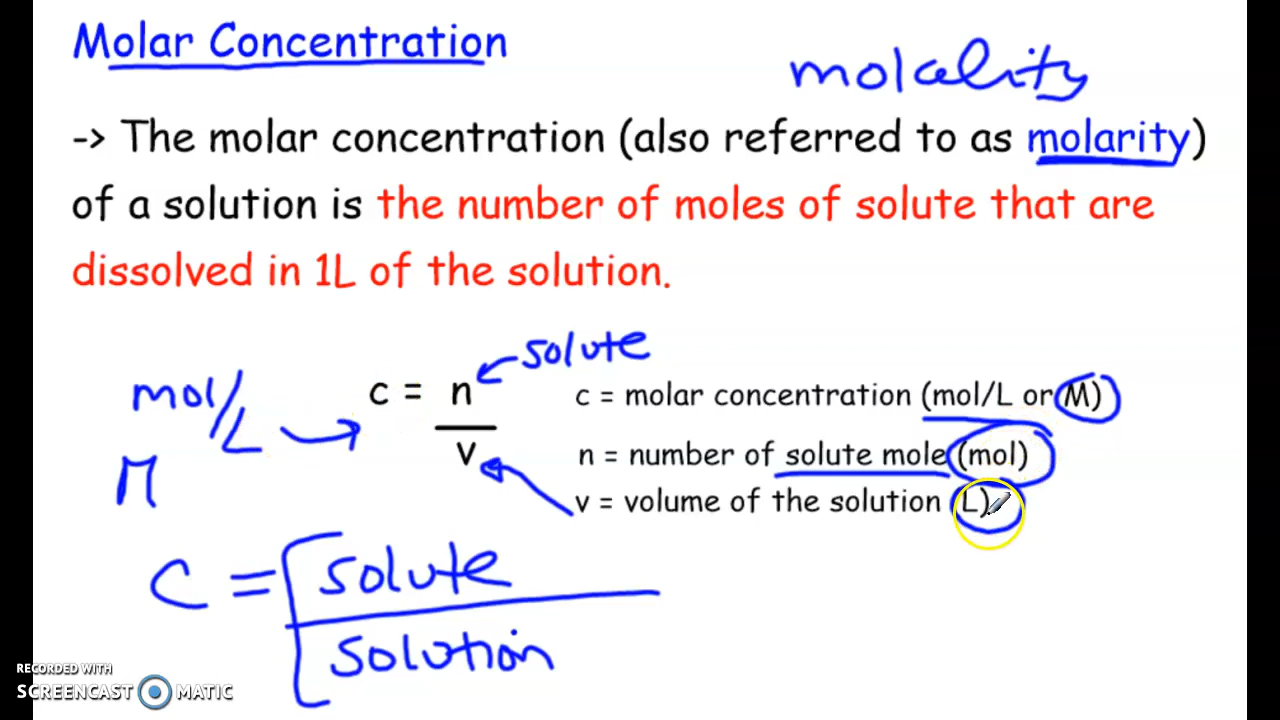 Molar Concentration
molality
-> The molar concentration (also referred to as molarity)
of a solution is the number of moles of solute that are
dissolved in 1L of the solution.
solute
mol/L
c = n
v
c = molar concentration (mol/L or M)
M
n = number of solute mole (mol)
v = volume of the solution (L)
C = [solute
solution
RECORDED WITH
SCREENCAST MATIC